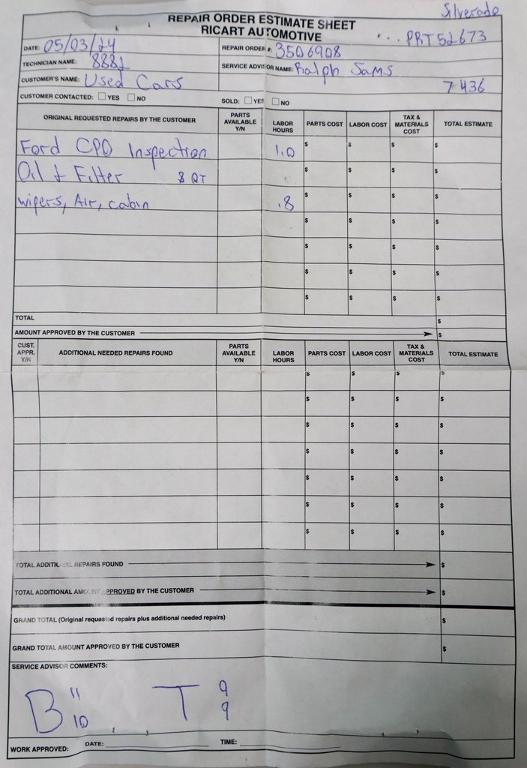 Silverado
REPAIR ORDER ESTIMATE SHEET
RICART AUTOMOTIVE
PRT52673
DATE: 05/03/24 REPAIR ORDER #: 3506908
TECHNICIAN NAME: 8881 SERVICE ADVISOR NAME: Ralph Sams
CUSTOMER'S NAME: Used Cars 7436
CUSTOMER CONTACTED: YES NO SOLD: YES NO
ORIGINAL REQUESTED REPAIRS BY THE CUSTOMER PARTS AVAILABLE Y/N LABOR HOURS PARTS COST LABOR COST TAX & MATERIALS COST TOTAL ESTIMATE
Ford CPO Inspection 1.0 $ $ $ $
Oil + Filter 8 QT $ $ $ $
wipers, Air, cabin .8 $ $ $ $
$ $ $ $
$ $ $ $
$ $ $ $
$ $ $ $
TOTAL $
AMOUNT APPROVED BY THE CUSTOMER $
CUST. APPR. Y/N ADDITIONAL NEEDED REPAIRS FOUND PARTS AVAILABLE Y/N LABOR HOURS PARTS COST LABOR COST TAX & MATERIALS COST TOTAL ESTIMATE
$ $ $ $
$ $ $ $
$ $ $ $
$ $ $ $
$ $ $ $
$ $ $ $
$ $ $ $
TOTAL ADDITIONAL REPAIRS FOUND $
TOTAL ADDITIONAL AMOUNT APPROVED BY THE CUSTOMER $
GRAND TOTAL (Original requested repairs plus additional needed repairs) $
GRAND TOTAL AMOUNT APPROVED BY THE CUSTOMER $
SERVICE ADVISOR COMMENTS:
B 11 T 9
10 9
WORK APPROVED: DATE: TIME: